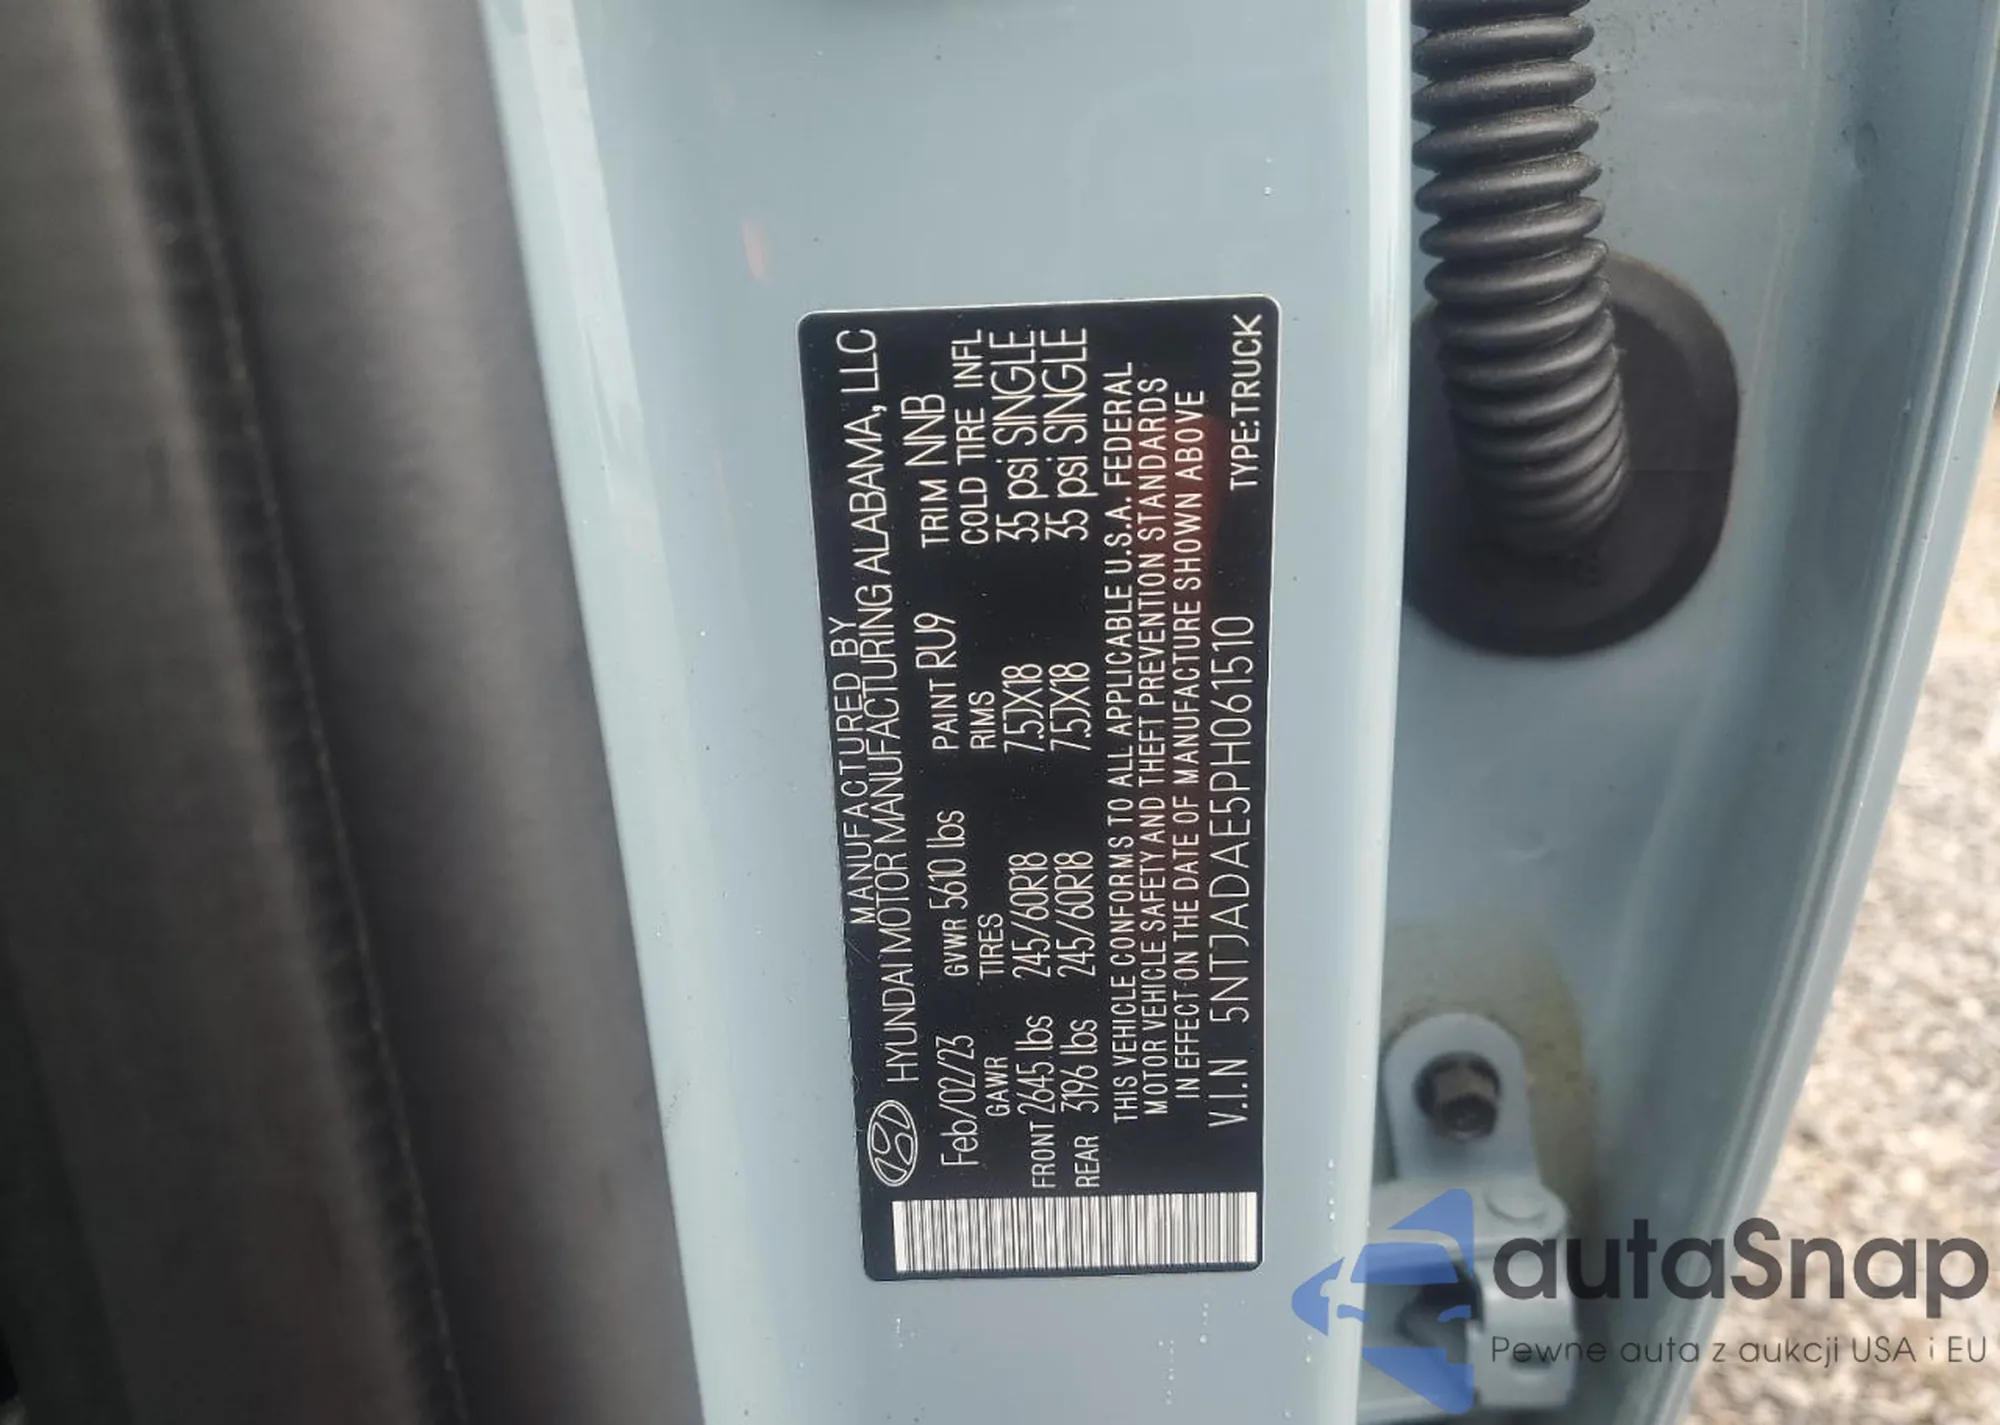 MANUFACTURED BY
HYUNDAI MOTOR MANUFACTURING ALABAMA, LLC
Feb/02/23 GVWR 5610 lbs PAINT RU9 TRIM NNB
GAWR TIRES RIMS COLD TIRE INFL
FRONT 2645 lbs 245/60R18 7.5JX18 35 psi SINGLE
REAR 3196 lbs 245/60R18 7.5JX18 35 psi SINGLE
THIS VEHICLE CONFORMS TO ALL APPLICABLE U.S.A. FEDERAL
MOTOR VEHICLE SAFETY AND THEFT PREVENTION STANDARDS
IN EFFECT ON THE DATE OF MANUFACTURE SHOWN ABOVE
V.I.N 5NTJADAE5PH061510 TYPE:TRUCK
autaSnap
Pewne auta z aukcji USA i EU